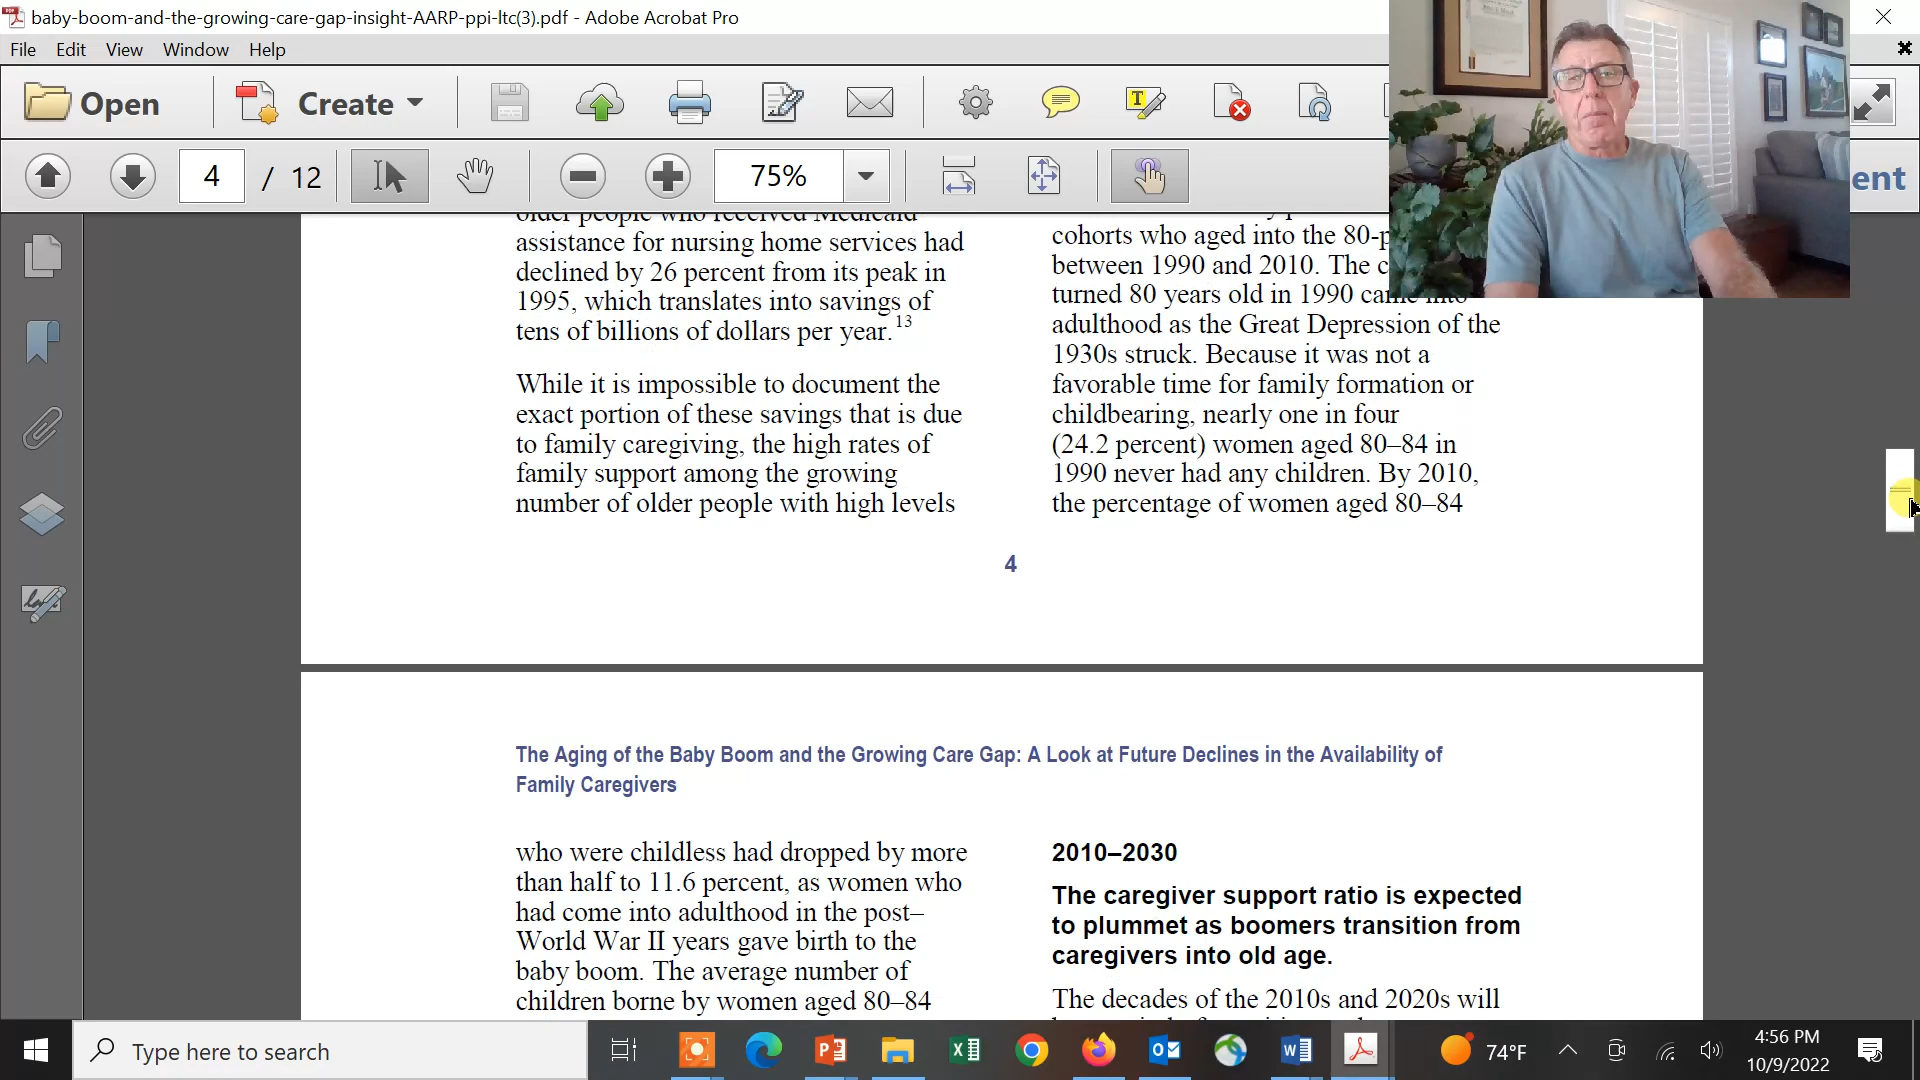 baby-boom-and-the-growing-care-gap-insight-AARP-ppi-ltc(3).pdf - Adobe Acrobat Pro
File Edit View Window Help
Open
Create
4 / 12
75%
ent
older people who received Medicaid
assistance for nursing home services had
declined by 26 percent from its peak in
1995, which translates into savings of
tens of billions of dollars per year.13
While it is impossible to document the
exact portion of these savings that is due
to family caregiving, the high rates of
family support among the growing
number of older people with high levels
cohorts who aged into the 80-p
between 1990 and 2010. The c
turned 80 years old in 1990 came into
adulthood as the Great Depression of the
1930s struck. Because it was not a
favorable time for family formation or
childbearing, nearly one in four
(24.2 percent) women aged 80–84 in
1990 never had any children. By 2010,
the percentage of women aged 80–84
4
The Aging of the Baby Boom and the Growing Care Gap: A Look at Future Declines in the Availability of
Family Caregivers
who were childless had dropped by more
than half to 11.6 percent, as women who
had come into adulthood in the post–
World War II years gave birth to the
baby boom. The average number of
children borne by women aged 80–84
2010–2030
The caregiver support ratio is expected
to plummet as boomers transition from
caregivers into old age.
The decades of the 2010s and 2020s will
Type here to search
74°F
4:56 PM
10/9/2022